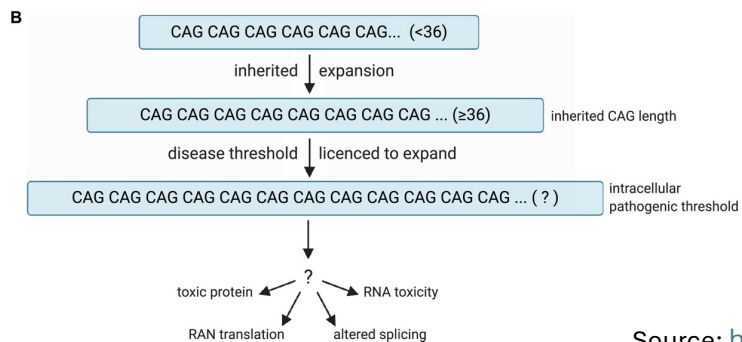 B
CAG CAG CAG CAG CAG CAG... (<36)
inherited expansion
CAG CAG CAG CAG CAG CAG CAG CAG ... (≥36)
inherited CAG length
disease threshold licenced to expand
CAG CAG CAG CAG CAG CAG CAG CAG CAG CAG CAG CAG ... ( ? )
intracellular
pathogenic threshold
?
toxic protein RNA toxicity
RAN translation altered splicing
Source: h